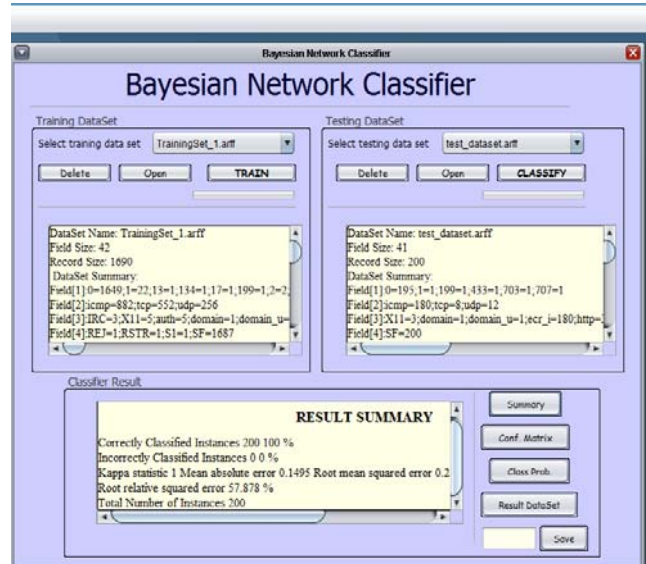 Bayesian Network Classifier
Bayesian Network Classifier
Training DataSet
Select traning data set TrainingSet_1.arff
Delete Open TRAIN
DataSet Name: TrainingSet_1.arff
Field Size: 42
Record Size: 1690
DataSet Summary:
Field[1]:0=1649;1=22;13=1;134=1;17=1;199=1;2=2;
Field[2]:icmp=882;tcp=552;udp=256
Field[3]:IRC=3;X11=5;auth=5;domain=1;domain_u=
Field[4]:REJ=1;RSTR=1;S1=1;SF=1687
Testing DataSet
Select testing data set test_dataset.arff
Delete Open CLASSIFY
DataSet Name: test_dataset.arff
Field Size: 41
Record Size: 200
DataSet Summary:
Field[1]:0=195;1=1;199=1;433=1;703=1;707=1
Field[2]:icmp=180;tcp=8;udp=12
Field[3]:X11=3;domain=1;domain_u=1;ecr_i=180;http=
Field[4]:SF=200
Classifier Result
RESULT SUMMARY
Correctly Classified Instances 200 100 %
Incorrectly Classified Instances 0 0 %
Kappa statistic 1 Mean absolute error 0.1495 Root mean squared error 0.2
Root relative squared error 57.878 %
Total Number of Instances 200
Summary
Conf. Matrix
Class Prob.
Result DataSet
Save